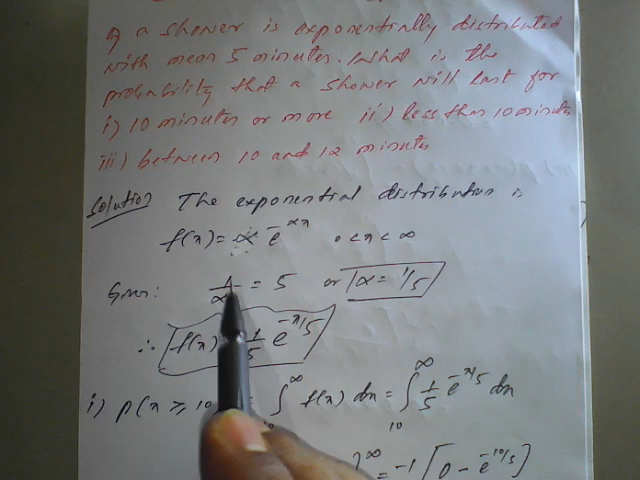 of a shower is exponentially distributed
with mean 5 minutes. What is the
probability that a shower will last for
i) 10 minutes or more ii) less than 10 minutes
iii) between 10 and 12 minutes
Solution The exponential distribution is
f(x) = α e^{-αx} 0 < x < ∞
Given: 1/α = 5 or α = 1/5
∴ f(x) 1/5 e^{-x/5}
i) P(x ≥ 10 = ∫_{10}^{∞} f(x) dx = ∫_{10}^{∞} 1/5 e^{-x/5} dx
∞ = -1 [0 - e^{-10/5}]